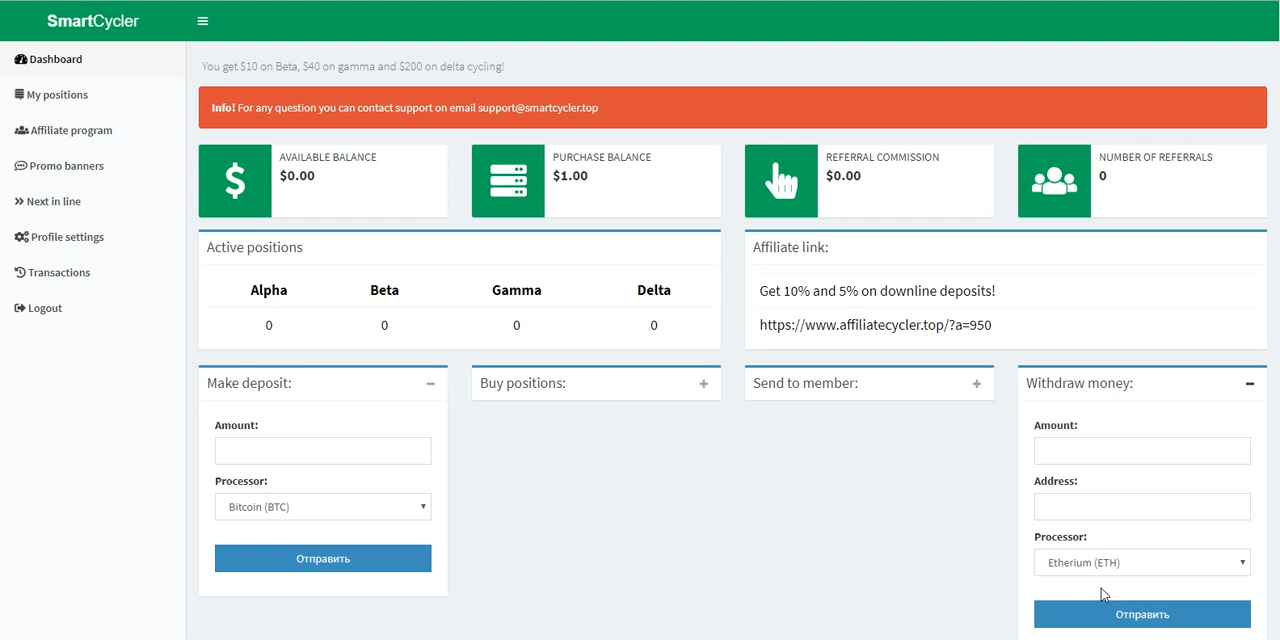 SmartCycler
Dashboard
My positions
Affiliate program
Promo banners
Next in line
Profile settings
Transactions
Logout
You get $10 on Beta, $40 on gamma and $200 on delta cycling!
Info! For any question you can contact support on email support@smartcycler.top
AVAILABLE BALANCE
$0.00
PURCHASE BALANCE
$1.00
REFERRAL COMMISSION
$0.00
NUMBER OF REFERRALS
0
Active positions
Alpha Beta Gamma Delta
0 0 0 0
Affiliate link:
Get 10% and 5% on downline deposits!
https://www.affiliatecycler.top/?a=950
Make deposit:
Amount:
Processor:
Bitcoin (BTC)
Отправить
Buy positions:
Send to member:
Withdraw money:
Amount:
Address:
Processor:
Etherium (ETH)
Отправить